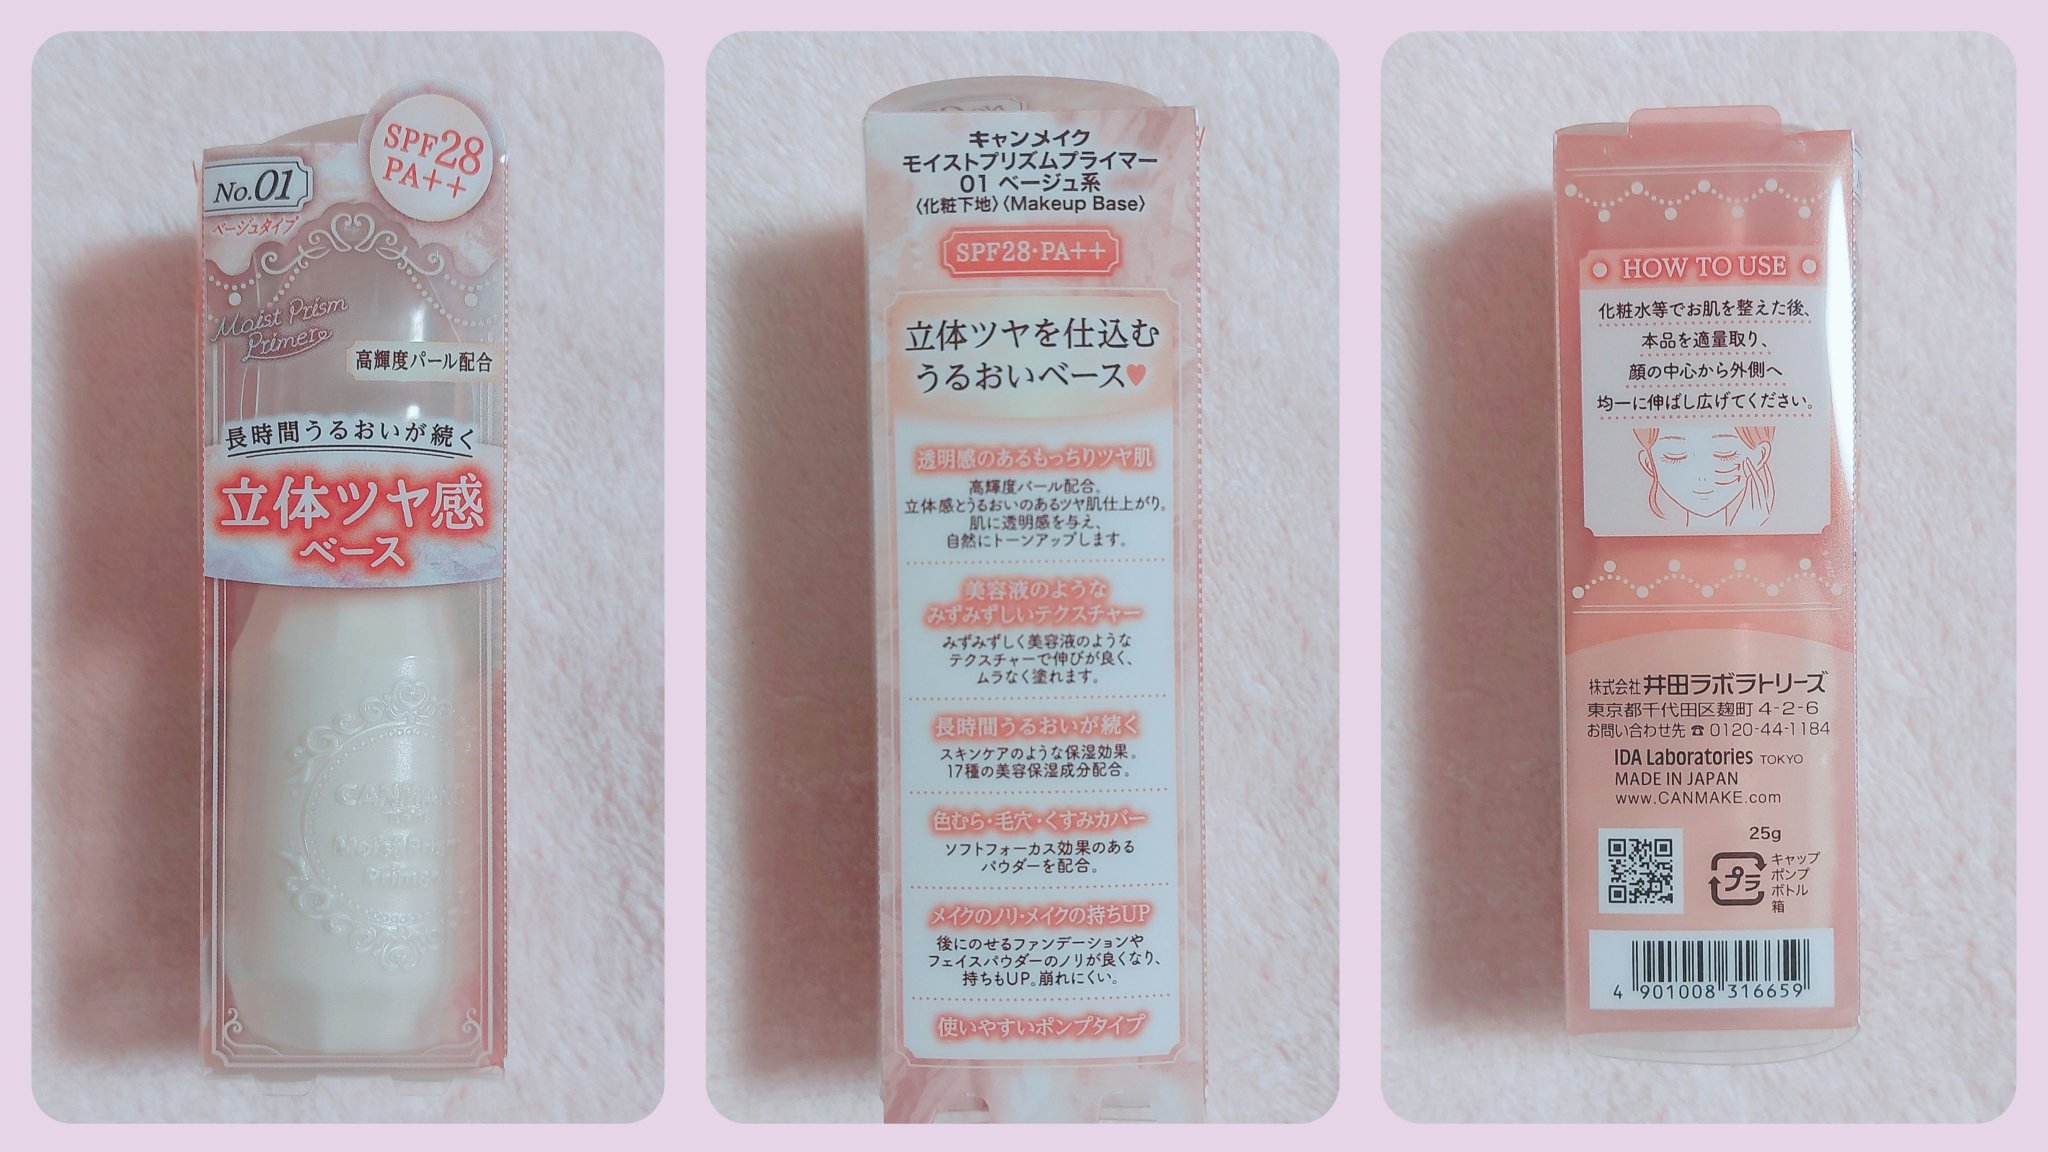 SPF28
PA++
No.01
ベージュタイプ
Moist Prism
Primer
高輝度パール配合
長時間うるおいが続く
立体ツヤ感
ベース
CANMAKE
Moist Prism
Primer
キャンメイク
モイストプリズムプライマー
01 ベージュ系
〈化粧下地〉〈Makeup Base〉
SPF28・PA++
立体ツヤを仕込む
うるおいベース♥
透明感のあるもっちりツヤ肌
高輝度パール配合。
立体感とうるおいのあるツヤ肌仕上がり。
肌に透明感を与え、
自然にトーンアップします。
美容液のような
みずみずしいテクスチャー
みずみずしく美容液のような
テクスチャーで伸びが良く、
ムラなく塗れます。
長時間うるおいが続く
スキンケアのような保湿効果。
17種の美容保湿成分配合。
色むら・毛穴・くすみカバー
ソフトフォーカス効果のある
パウダーを配合。
メイクのノリ・メイクの持ちUP
後にのせるファンデーションや
フェイスパウダーのノリが良くなり、
持ちもUP。崩れにくい。
使いやすいポンプタイプ
HOW TO USE
化粧水等でお肌を整えた後、
本品を適量取り、
顔の中心から外側へ
均一に伸ばし広げてください。
株式会社 井田ラボラトリーズ
東京都千代田区麹町 4-2-6
お問い合わせ先 ☎ 0120-44-1184
IDA Laboratories TOKYO
MADE IN JAPAN
www.CANMAKE.com
25g
プラ
キャップ
ポンプ
ボトル
箱
4 901008 316659